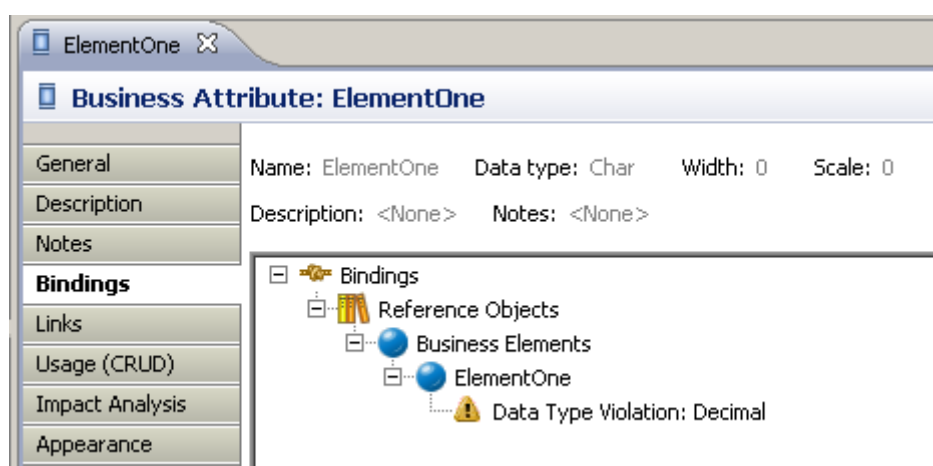 ElementOne
Business Attribute: ElementOne
General
Description
Notes
Bindings
Links
Usage (CRUD)
Impact Analysis
Appearance
Name: ElementOne Data type: Char Width: 0 Scale: 0
Description: <None> Notes: <None>
Bindings
Reference Objects
Business Elements
ElementOne
Data Type Violation: Decimal